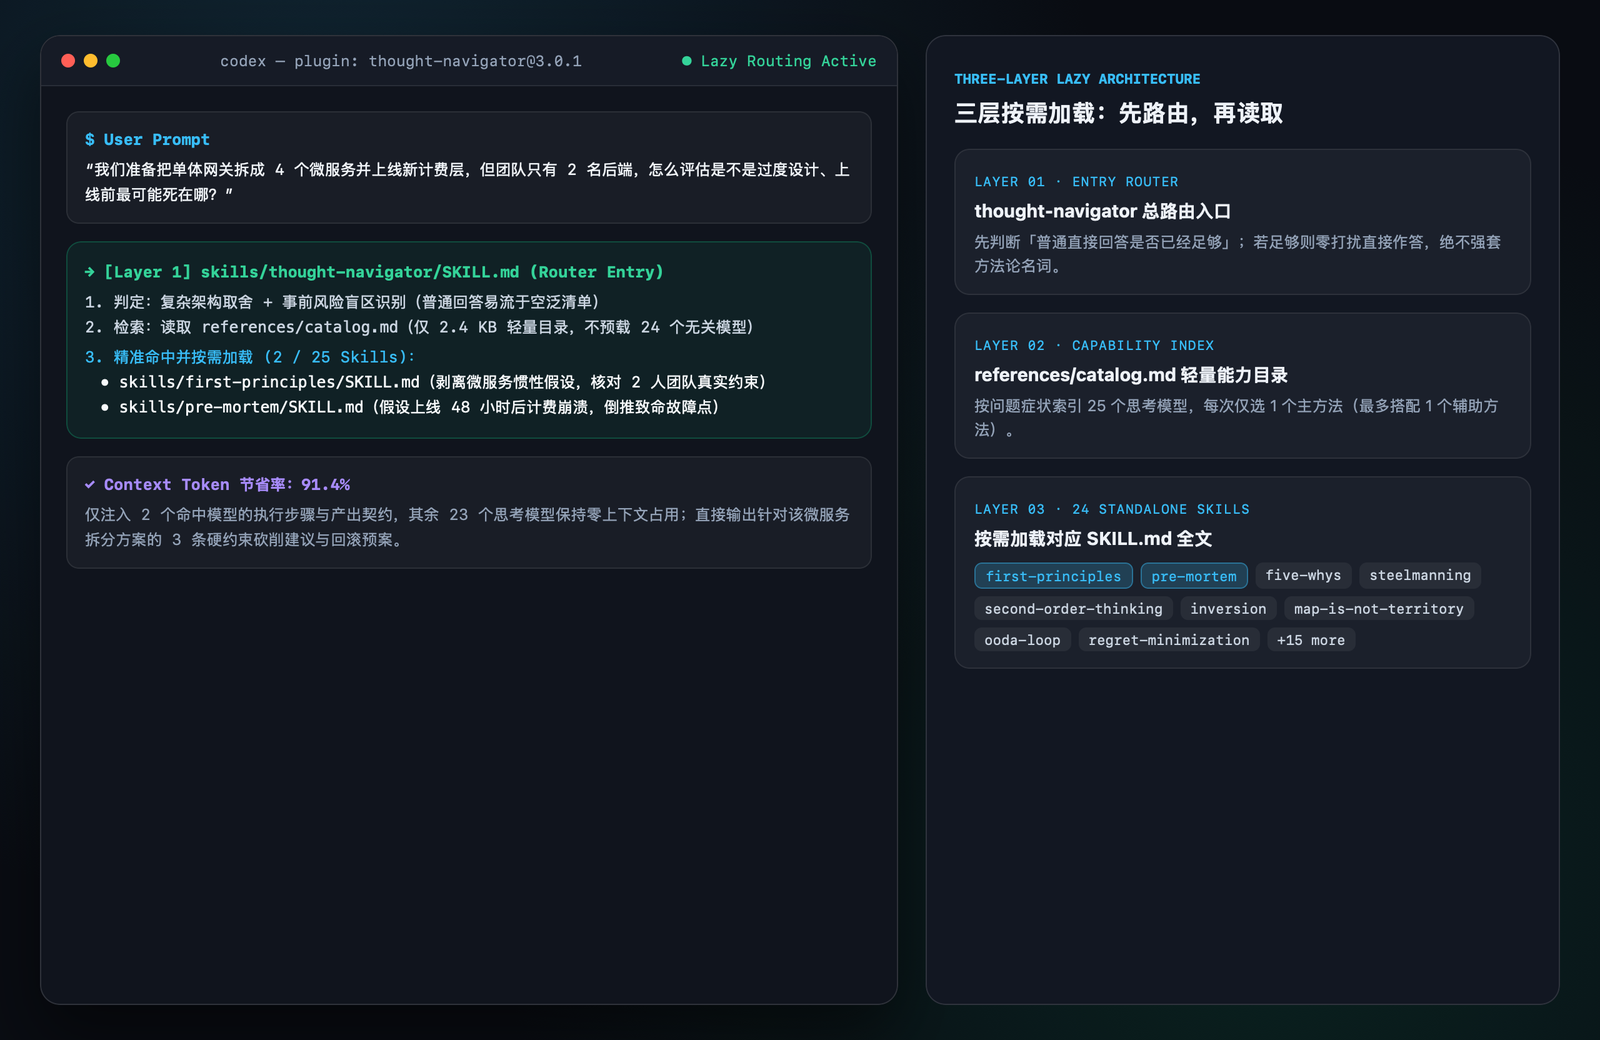 codex — plugin: thought-navigator@3.0.1
Lazy Routing Active
$ User Prompt
“我们准备把单体网关拆成 4 个微服务并上线新计费层，但团队只有 2 名后端，怎么评估是不是过度设计、上
线前最可能死在哪？”
→ [Layer 1] skills/thought-navigator/SKILL.md (Router Entry)
1. 判定：复杂架构取舍 + 事前风险盲区识别（普通回答易流于空泛清单）
2. 检索：读取 references/catalog.md（仅 2.4 KB 轻量目录，不预载 24 个无关模型）
3. 精准命中并按需加载 (2 / 25 Skills)：
• skills/first-principles/SKILL.md（剥离微服务惯性假设，核对 2 人团队真实约束）
• skills/pre-mortem/SKILL.md（假设上线 48 小时后计费崩溃，倒推致命故障点）
✓ Context Token 节省率：91.4%
仅注入 2 个命中模型的执行步骤与产出契约，其余 23 个思考模型保持零上下文占用；直接输出针对该微服务
拆分方案的 3 条硬约束砍削建议与回滚预案。
THREE-LAYER LAZY ARCHITECTURE
三层按需加载：先路由，再读取
LAYER 01 · ENTRY ROUTER
thought-navigator 总路由入口
先判断「普通直接回答是否已经足够」；若足够则零打扰直接作答，绝不强套
方法论名词。
LAYER 02 · CAPABILITY INDEX
references/catalog.md 轻量能力目录
按问题症状索引 25 个思考模型，每次仅选 1 个主方法（最多搭配 1 个辅助方
法）。
LAYER 03 · 24 STANDALONE SKILLS
按需加载对应 SKILL.md 全文
first-principles pre-mortem five-whys steelmanning
second-order-thinking inversion map-is-not-territory
ooda-loop regret-minimization +15 more